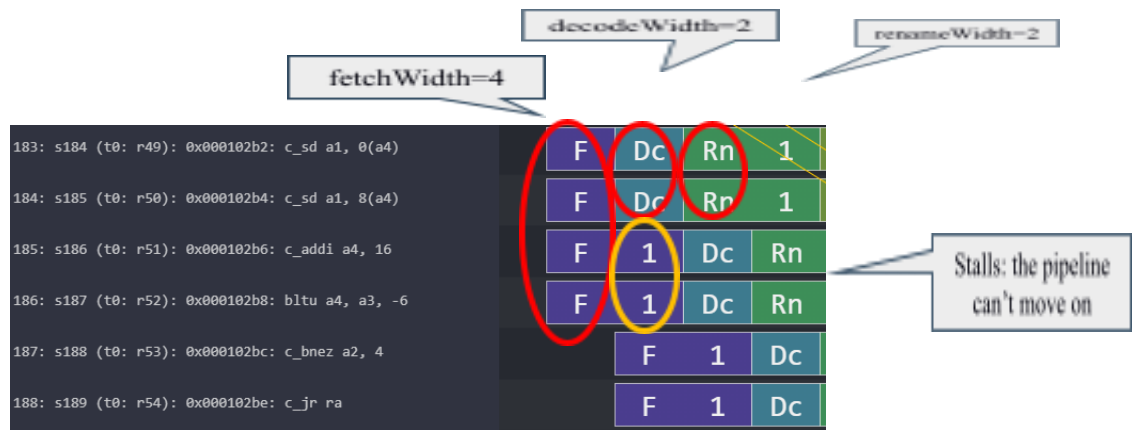 decodeWidth=2
renameWidth=2
fetchWidth=4
183: s184 (t0: r49): 0x000102b2: c_sd a1, 0(a4) F Dc Rn 1
184: s185 (t0: r50): 0x000102b4: c_sd a1, 8(a4) F Dc Rn 1
185: s186 (t0: r51): 0x000102b6: c_addi a4, 16 F 1 Dc Rn
186: s187 (t0: r52): 0x000102b8: bltu a4, a3, -6 F 1 Dc Rn
187: s188 (t0: r53): 0x000102bc: c_bnez a2, 4 F 1 Dc
188: s189 (t0: r54): 0x000102be: c_jr ra F 1 Dc
Stalls: the pipeline
can't move on